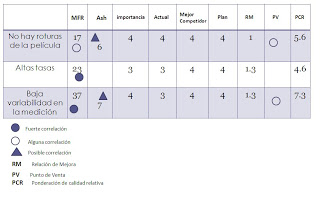 MIFR Ash importancia Actual Mejor Competidor Plan RM PV PCR
No hay roturas de la película 17 6 4 4 4 4 1 5.6
Altas tasas 23 3 3 4 4 1.3 4.6
Baja variabilidad en la medición 37 7 4 3 4 4 1.3 7.3
Fuerte correlación
Alguna correlación
Posible correlación
RM Relación de Mejora
PV Punto de Venta
PCR Ponderación de calidad relativa